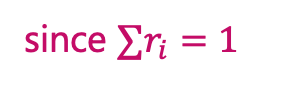 since ∑rᵢ = 1